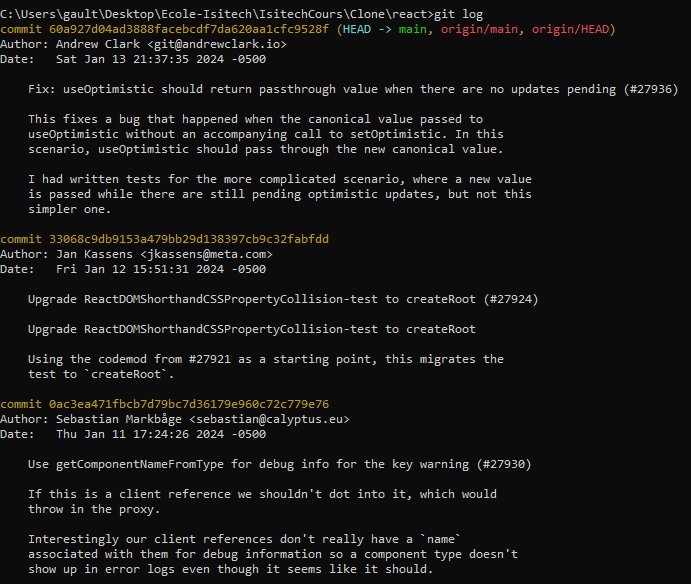 C:\Users\gault\Desktop\Ecole-Isitech\IsitechCours\Clone\react>git log
commit 60a927d04ad3888facebcdf7da620aa1cfc9528f (HEAD -> main, origin/main, origin/HEAD)
Author: Andrew Clark <git@andrewclark.io>
Date:   Sat Jan 13 21:37:35 2024 -0500

    Fix: useOptimistic should return passthrough value when there are no updates pending (#27936)

    This fixes a bug that happened when the canonical value passed to
    useOptimistic without an accompanying call to setOptimistic. In this
    scenario, useOptimistic should pass through the new canonical value.

    I had written tests for the more complicated scenario, where a new value
    is passed while there are still pending optimistic updates, but not this
    simpler one.

commit 33068c9db9153a479bb29d138397cb9c32fabfdd
Author: Jan Kassens <jkassens@meta.com>
Date:   Fri Jan 12 15:51:31 2024 -0500

    Upgrade ReactDOMShorthandCSSPropertyCollision-test to createRoot (#27924)

    Upgrade ReactDOMShorthandCSSPropertyCollision-test to createRoot

    Using the codemod from #27921 as a starting point, this migrates the
    test to `createRoot`.

commit 0ac3ea471fbcb7d79bc7d36179e960c72c779e76
Author: Sebastian Markbåge <sebastian@calyptus.eu>
Date:   Thu Jan 11 17:24:26 2024 -0500

    Use getComponentNameFromType for debug info for the key warning (#27930)

    If this is a client reference we shouldn't dot into it, which would
    throw in the proxy.

    Interestingly our client references don't really have a `name`
    associated with them for debug information so a component type doesn't
    show up in error logs even though it seems like it should.